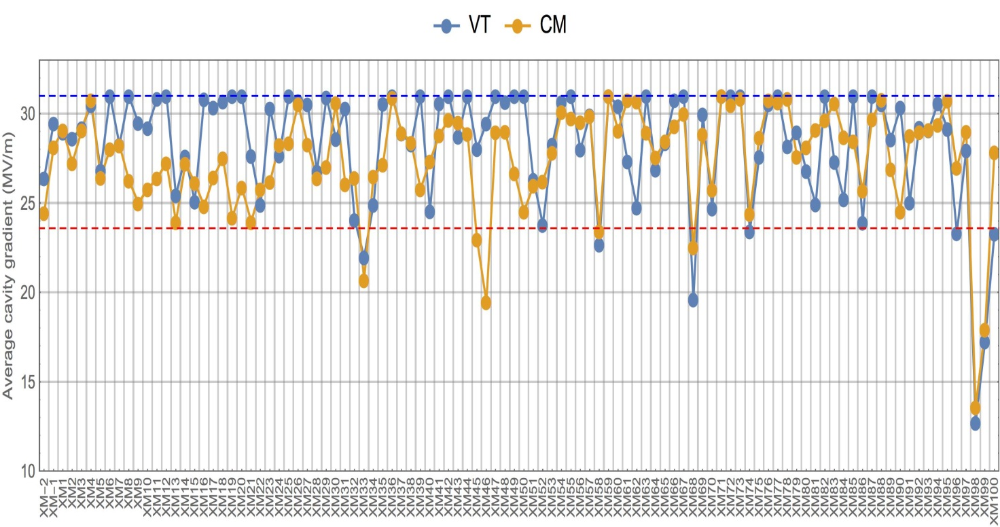 VT CM
Average cavity gradient (MV/m)
30
25
20
15
10
XM-2
XM-1
XM1
XM2
XM3
XM4
XM5
XM6
XM7
XM8
XM9
XM10
XM11
XM12
XM13
XM14
XM15
XM16
XM17
XM18
XM19
XM20
XM21
XM22
XM23
XM24
XM25
XM26
XM27
XM28
XM29
XM30
XM31
XM32
XM33
XM34
XM35
XM36
XM37
XM38
XM39
XM40
XM41
XM42
XM43
XM44
XM45
XM46
XM47
XM48
XM49
XM50
XM51
XM52
XM53
XM54
XM55
XM56
XM57
XM58
XM59
XM60
XM61
XM62
XM63
XM64
XM65
XM66
XM67
XM68
XM69
XM70
XM71
XM72
XM73
XM74
XM75
XM76
XM77
XM78
XM79
XM80
XM81
XM82
XM83
XM84
XM85
XM86
XM87
XM88
XM89
XM90
XM91
XM92
XM93
XM94
XM95
XM96
XM97
XM98
XM99
XM100